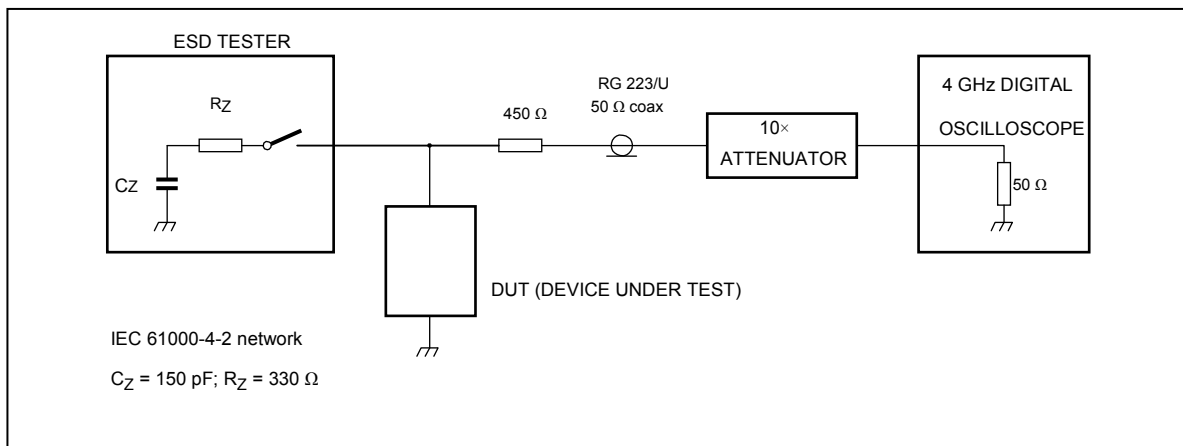 ESD TESTER
RZ
CZ
450 Ω
RG 223/U
50 Ω coax
10×
ATTENUATOR
4 GHz DIGITAL
OSCILLOSCOPE
50 Ω
DUT (DEVICE UNDER TEST)
IEC 61000-4-2 network
CZ = 150 pF; RZ = 330 Ω